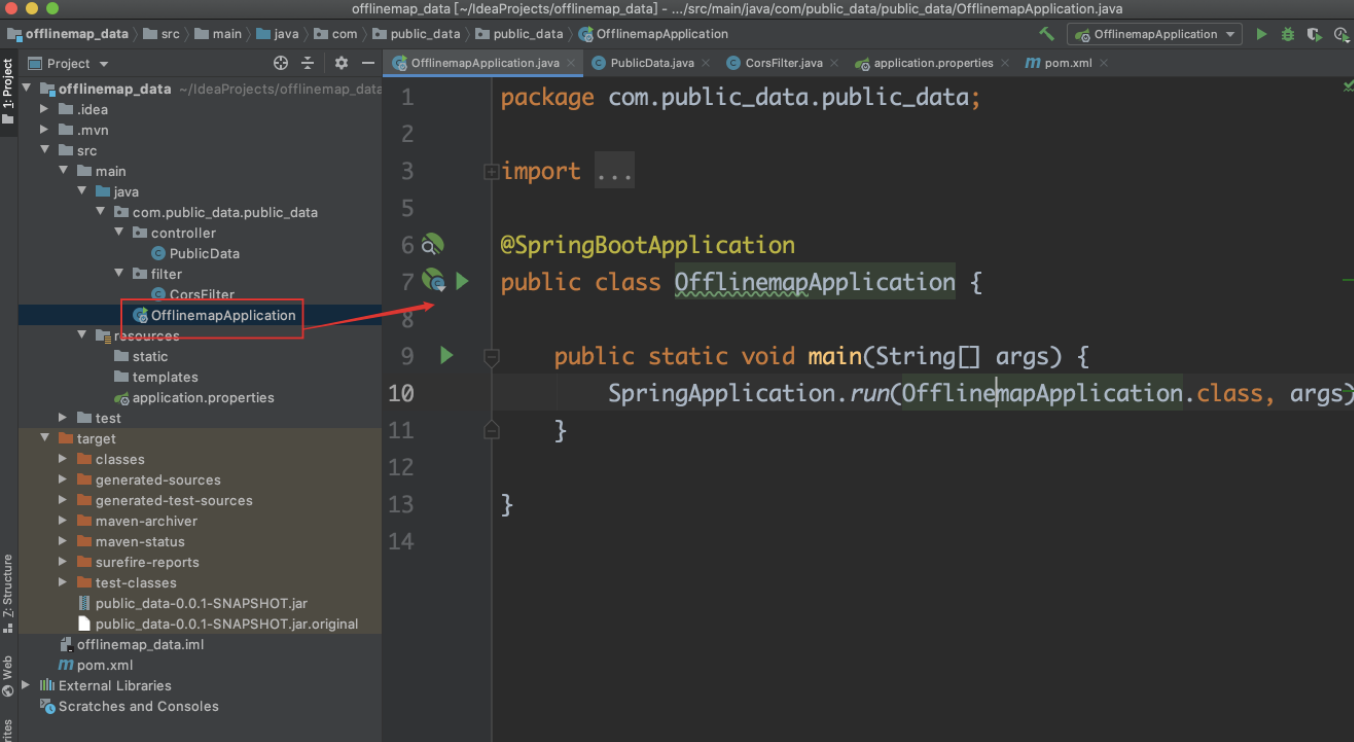 offlinemap_data [~/IdeaProjects/offlinemap_data] - .../src/main/java/com/public_data/public_data/OfflinemapApplication.java
offlinemap_data src main java com public_data public_data OfflinemapApplication
OfflinemapApplication
1: Project
Project
OfflinemapApplication.java PublicData.java CorsFilter.java application.properties pom.xml
offlinemap_data ~/IdeaProjects/offlinemap_data
.idea
.mvn
src
main
java
com.public_data.public_data
controller
PublicData
filter
CorsFilter
OfflinemapApplication
resources
static
templates
application.properties
test
target
classes
generated-sources
generated-test-sources
maven-archiver
maven-status
surefire-reports
test-classes
public_data-0.0.1-SNAPSHOT.jar
public_data-0.0.1-SNAPSHOT.jar.original
offlinemap_data.iml
pom.xml
External Libraries
Scratches and Consoles
Z: Structure
Web
1 package com.public_data.public_data;
2
3 import ...
5
6 @SpringBootApplication
7 public class OfflinemapApplication {
8
9 public static void main(String[] args) {
10 SpringApplication.run(OfflinemapApplication.class, args)
11 }
12
13 }
14